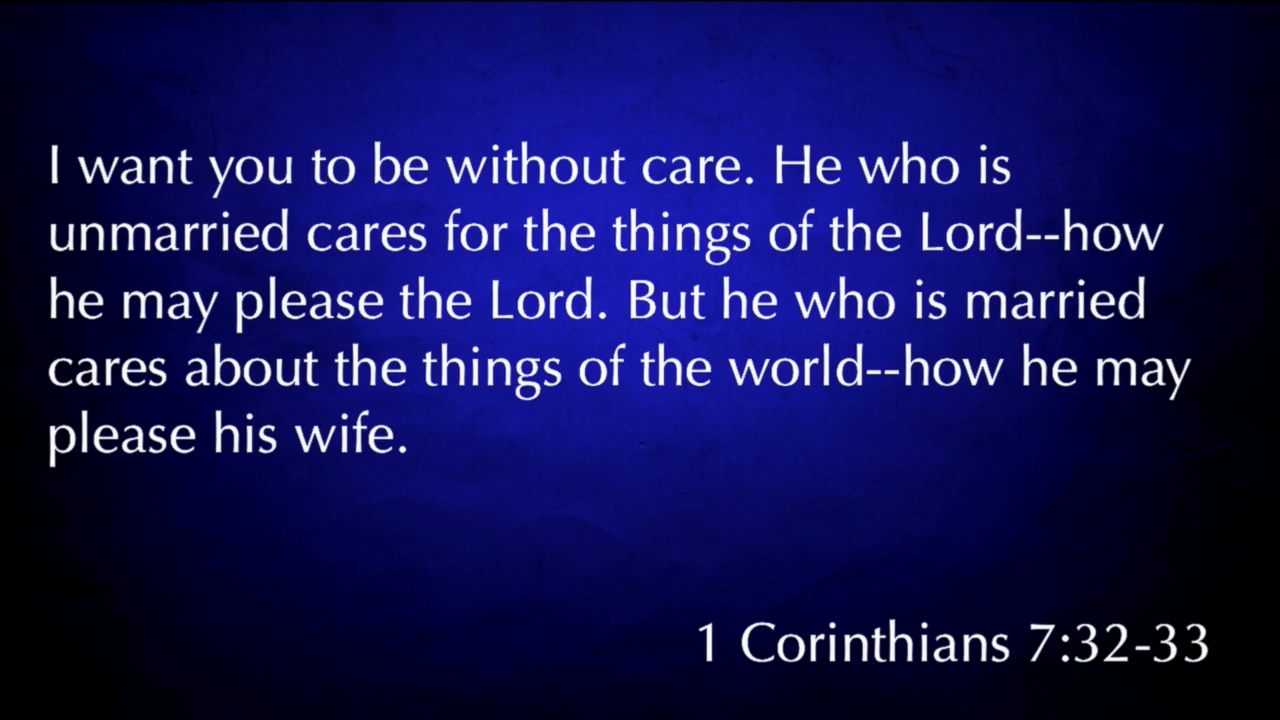 I want you to be without care. He who is
unmarried cares for the things of the Lord--how
he may please the Lord. But he who is married
cares about the things of the world--how he may
please his wife.
1 Corinthians 7:32-33